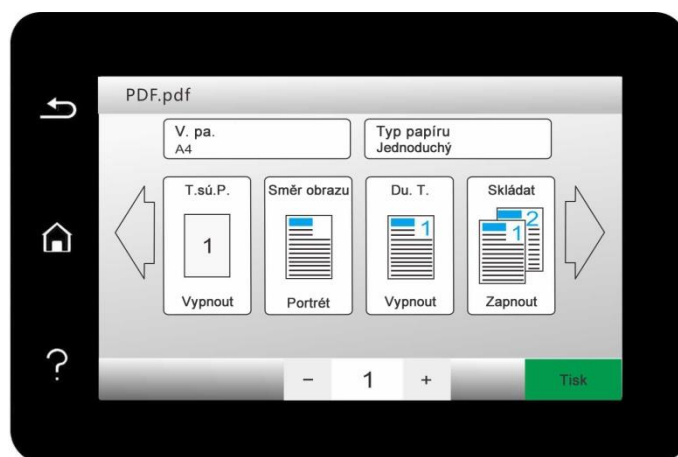 PDF.pdf
V. pa.
A4
Typ papíru
Jednoduchý
T.sú.P.
1
Vypnout
Směr obrazu
Portrét
Du. T.
1
Vypnout
Skládat
1
2
Zapnout
?
− 1 +
Tisk